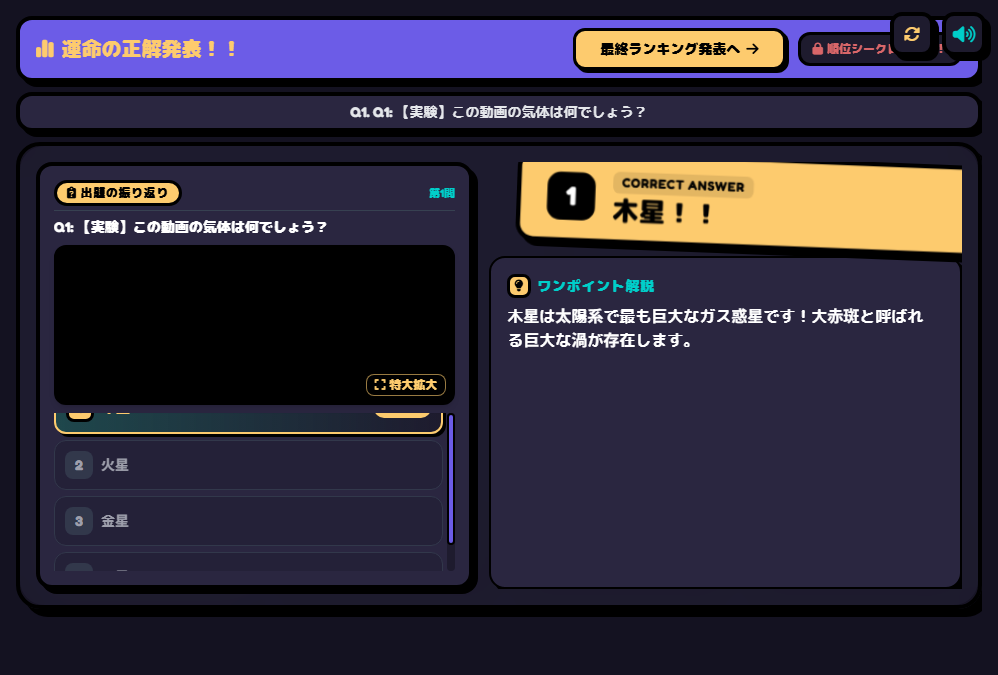 運命の正解発表！！
最終ランキング発表へ →
順位シーク
Q1. Q1: 【実験】この動画の気体は何でしょう？
出題の振り返り
第1問
Q1: 【実験】この動画の気体は何でしょう？
特大拡大
2 火星
3 金星
1
CORRECT ANSWER
木星！！
ワンポイント解説
木星は太陽系で最も巨大なガス惑星です！大赤斑と呼ばれ
る巨大な渦が存在します。